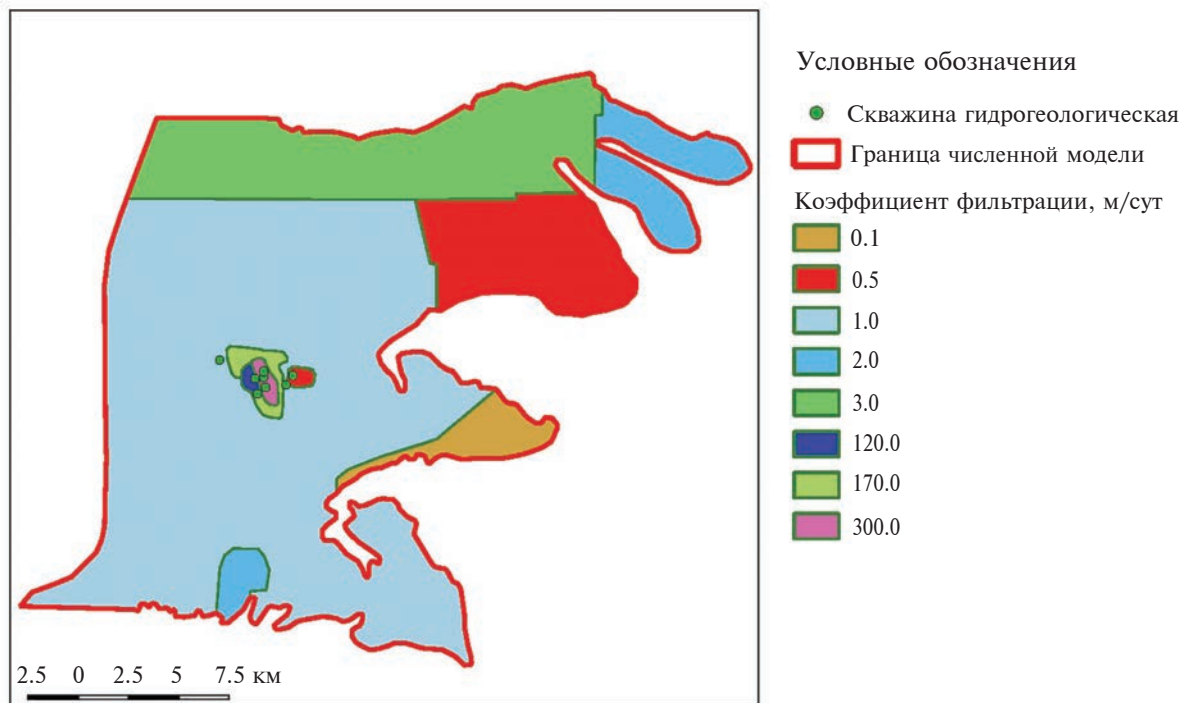 Условные обозначения
Скважина гидрогеологическая
Граница численной модели
Коэффициент фильтрации, м/сут
0.1
0.5
1.0
2.0
3.0
120.0
170.0
300.0
2.5 0 2.5 5 7.5 км